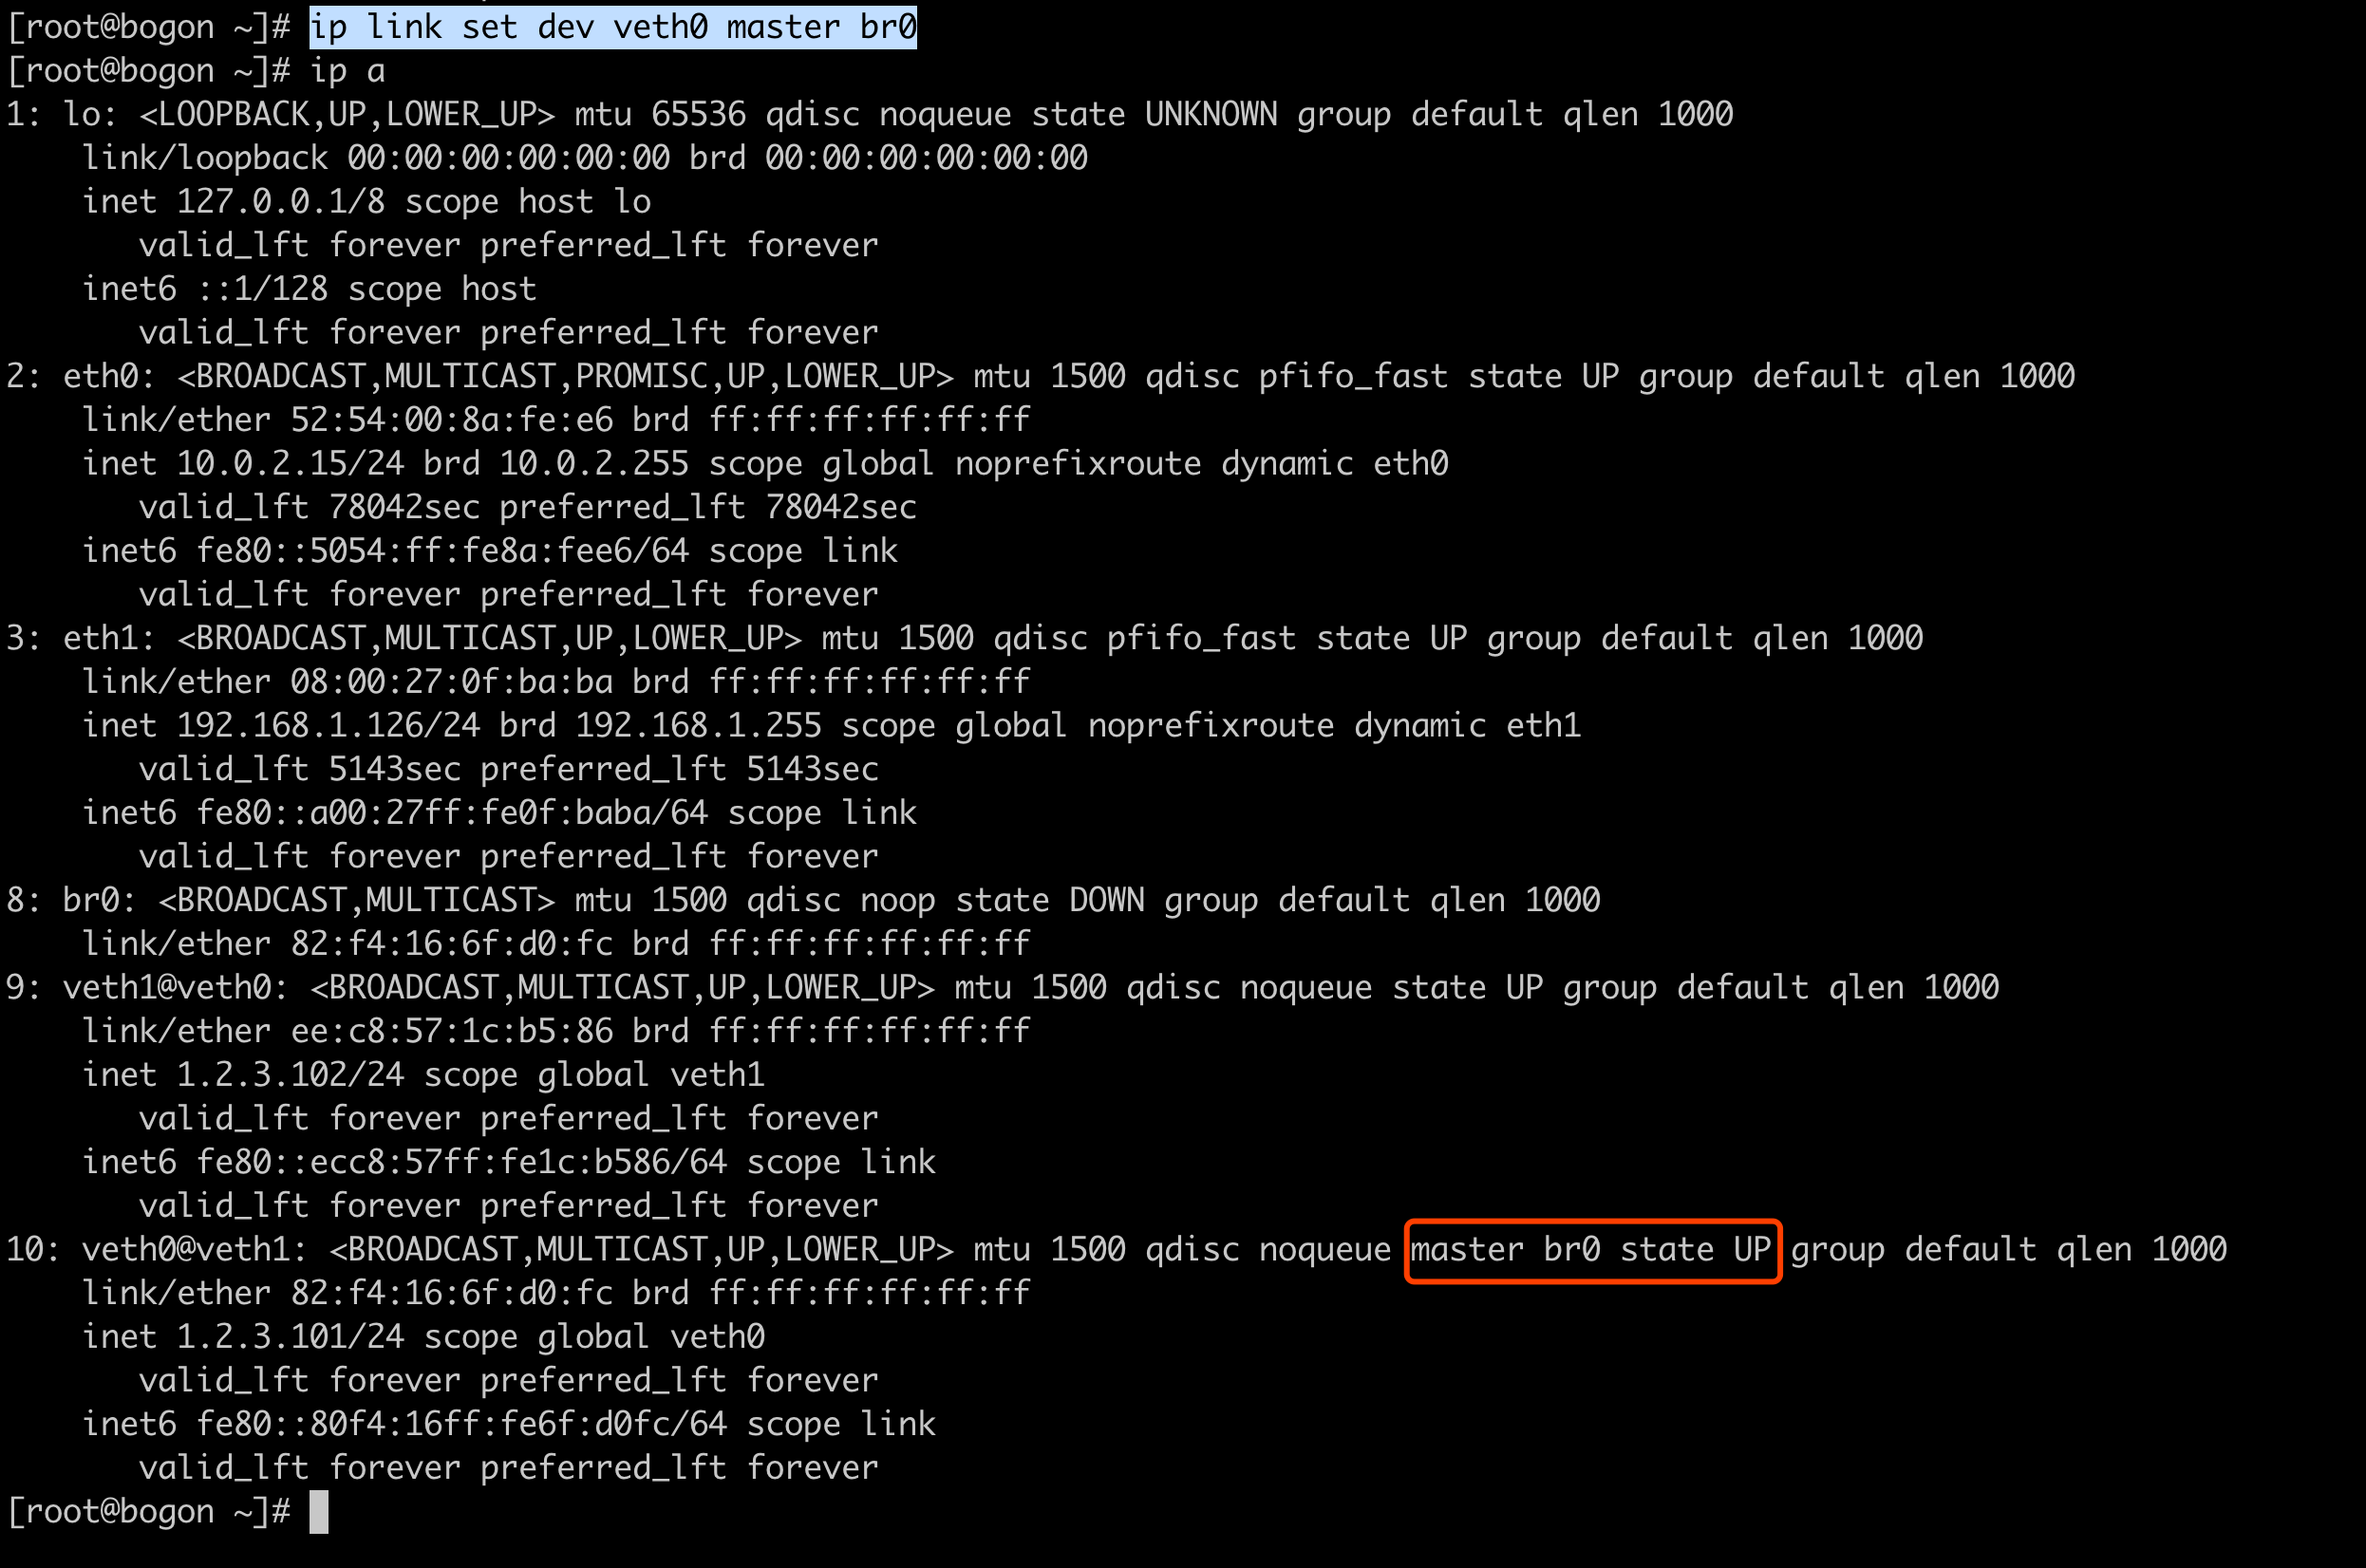 [root@bogon ~]# ip link set dev veth0 master br0
[root@bogon ~]# ip a
1: lo: <LOOPBACK,UP,LOWER_UP> mtu 65536 qdisc noqueue state UNKNOWN group default qlen 1000
    link/loopback 00:00:00:00:00:00 brd 00:00:00:00:00:00
    inet 127.0.0.1/8 scope host lo
       valid_lft forever preferred_lft forever
    inet6 ::1/128 scope host
       valid_lft forever preferred_lft forever
2: eth0: <BROADCAST,MULTICAST,PROMISC,UP,LOWER_UP> mtu 1500 qdisc pfifo_fast state UP group default qlen 1000
    link/ether 52:54:00:8a:fe:e6 brd ff:ff:ff:ff:ff:ff
    inet 10.0.2.15/24 brd 10.0.2.255 scope global noprefixroute dynamic eth0
       valid_lft 78042sec preferred_lft 78042sec
    inet6 fe80::5054:ff:fe8a:fee6/64 scope link
       valid_lft forever preferred_lft forever
3: eth1: <BROADCAST,MULTICAST,UP,LOWER_UP> mtu 1500 qdisc pfifo_fast state UP group default qlen 1000
    link/ether 08:00:27:0f:ba:ba brd ff:ff:ff:ff:ff:ff
    inet 192.168.1.126/24 brd 192.168.1.255 scope global noprefixroute dynamic eth1
       valid_lft 5143sec preferred_lft 5143sec
    inet6 fe80::a00:27ff:fe0f:baba/64 scope link
       valid_lft forever preferred_lft forever
8: br0: <BROADCAST,MULTICAST> mtu 1500 qdisc noop state DOWN group default qlen 1000
    link/ether 82:f4:16:6f:d0:fc brd ff:ff:ff:ff:ff:ff
9: veth1@veth0: <BROADCAST,MULTICAST,UP,LOWER_UP> mtu 1500 qdisc noqueue state UP group default qlen 1000
    link/ether ee:c8:57:1c:b5:86 brd ff:ff:ff:ff:ff:ff
    inet 1.2.3.102/24 scope global veth1
       valid_lft forever preferred_lft forever
    inet6 fe80::ecc8:57ff:fe1c:b586/64 scope link
       valid_lft forever preferred_lft forever
10: veth0@veth1: <BROADCAST,MULTICAST,UP,LOWER_UP> mtu 1500 qdisc noqueue master br0 state UP group default qlen 1000
    link/ether 82:f4:16:6f:d0:fc brd ff:ff:ff:ff:ff:ff
    inet 1.2.3.101/24 scope global veth0
       valid_lft forever preferred_lft forever
    inet6 fe80::80f4:16ff:fe6f:d0fc/64 scope link
       valid_lft forever preferred_lft forever
[root@bogon ~]#